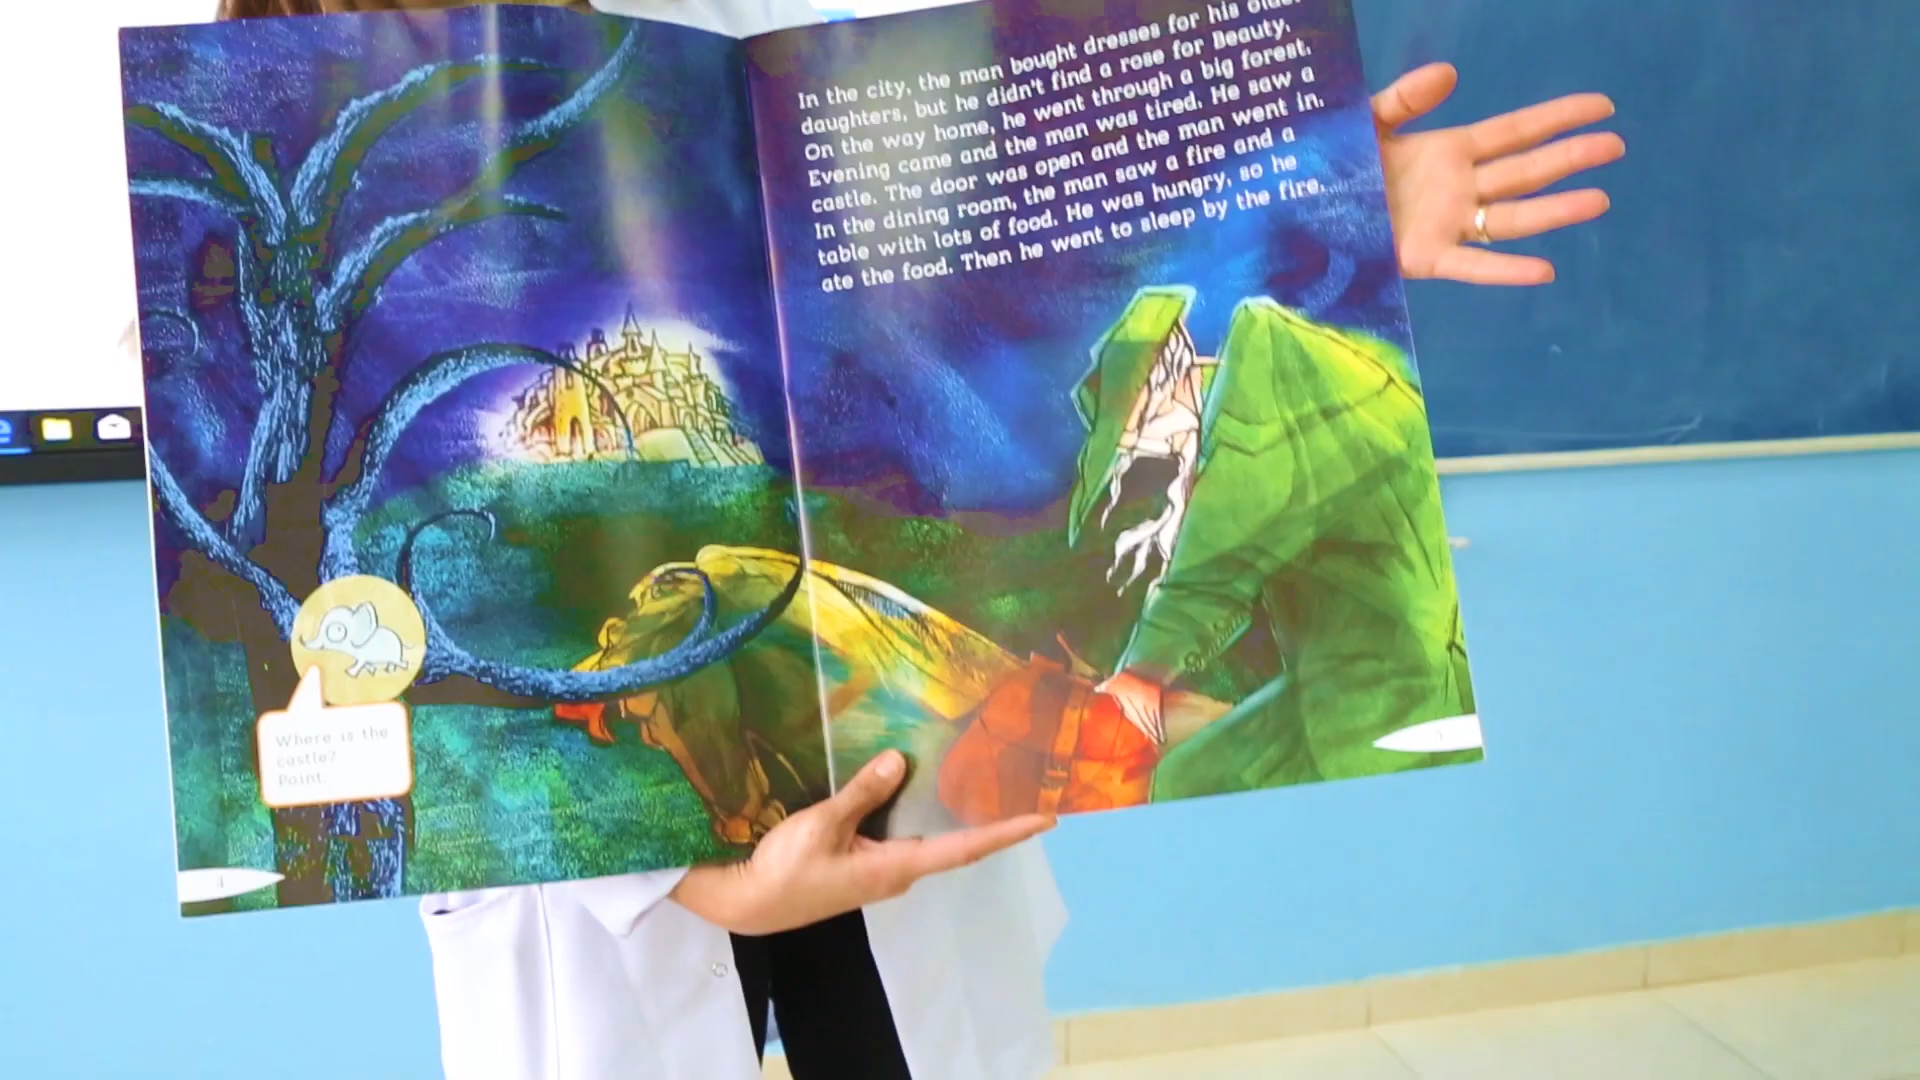 Where is the
castle?
Point.
4
In the city, the man bought dresses for his
daughters, but he didn't find a rose for Beauty.
On the way home, he went through a big forest.
Evening came and the man was tired. He saw a
castle. The door was open and the man went in.
In the dining room, the man saw a fire and a
table with lots of food. He was hungry, so he
ate the food. Then he went to sleep by the fire.